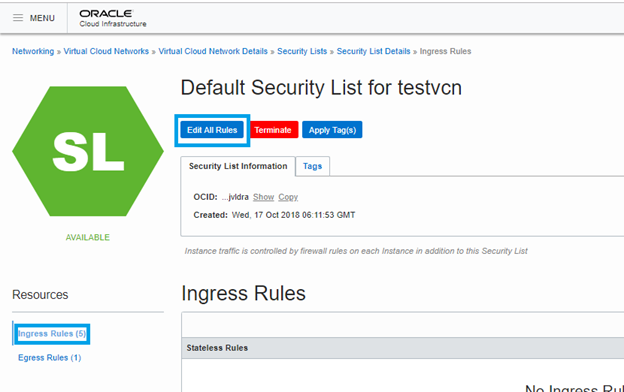 MENU
ORACLE
Cloud Infrastructure
Networking » Virtual Cloud Networks » Virtual Cloud Network Details » Security Lists » Security List Details » Ingress Rules
SL
AVAILABLE
Default Security List for testvcn
Edit All Rules Terminate Apply Tag(s)
Security List Information Tags
OCID: ...jvldra Show Copy
Created: Wed, 17 Oct 2018 06:11:53 GMT
Instance traffic is controlled by firewall rules on each Instance in addition to this Security List
Resources
Ingress Rules (5)
Egress Rules (1)
Ingress Rules
Stateless Rules
No Ingress Rul